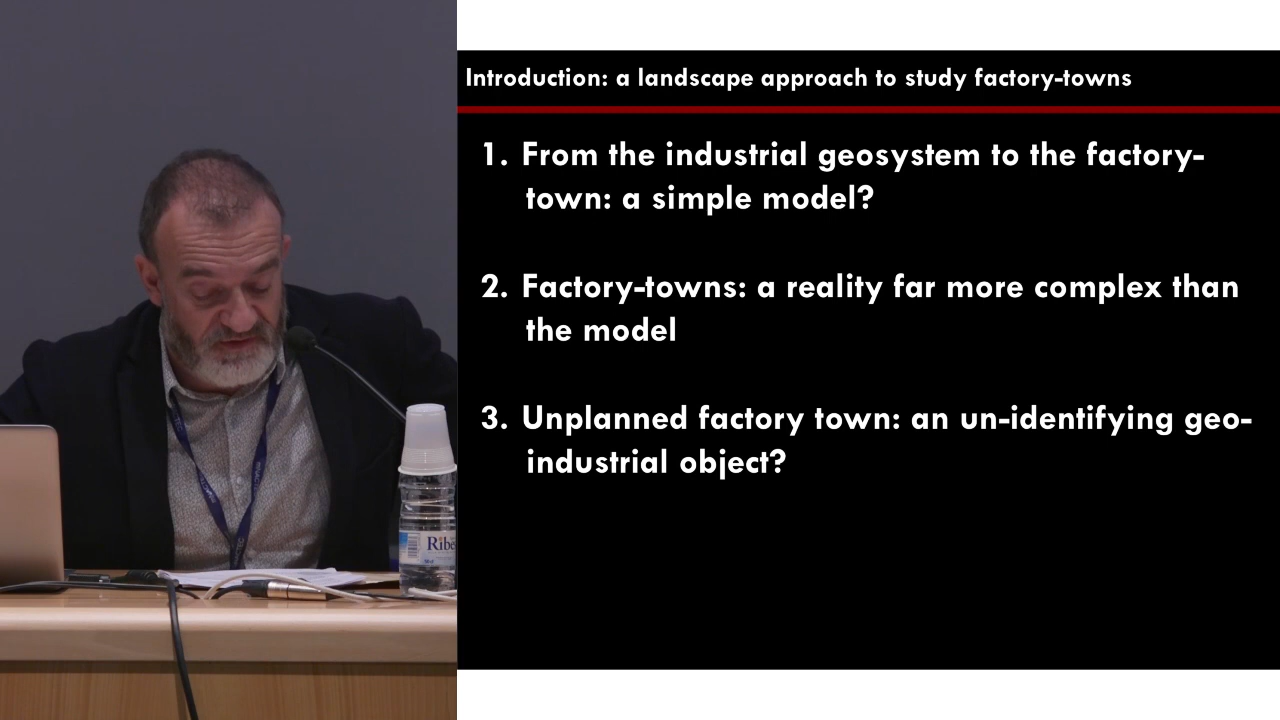 Introduction: a landscape approach to study factory-towns
1. From the industrial geosystem to the factory-
town: a simple model?
2. Factory-towns: a reality far more complex than
the model
3. Unplanned factory town: an un-identifying geo-
industrial object?
Ribe